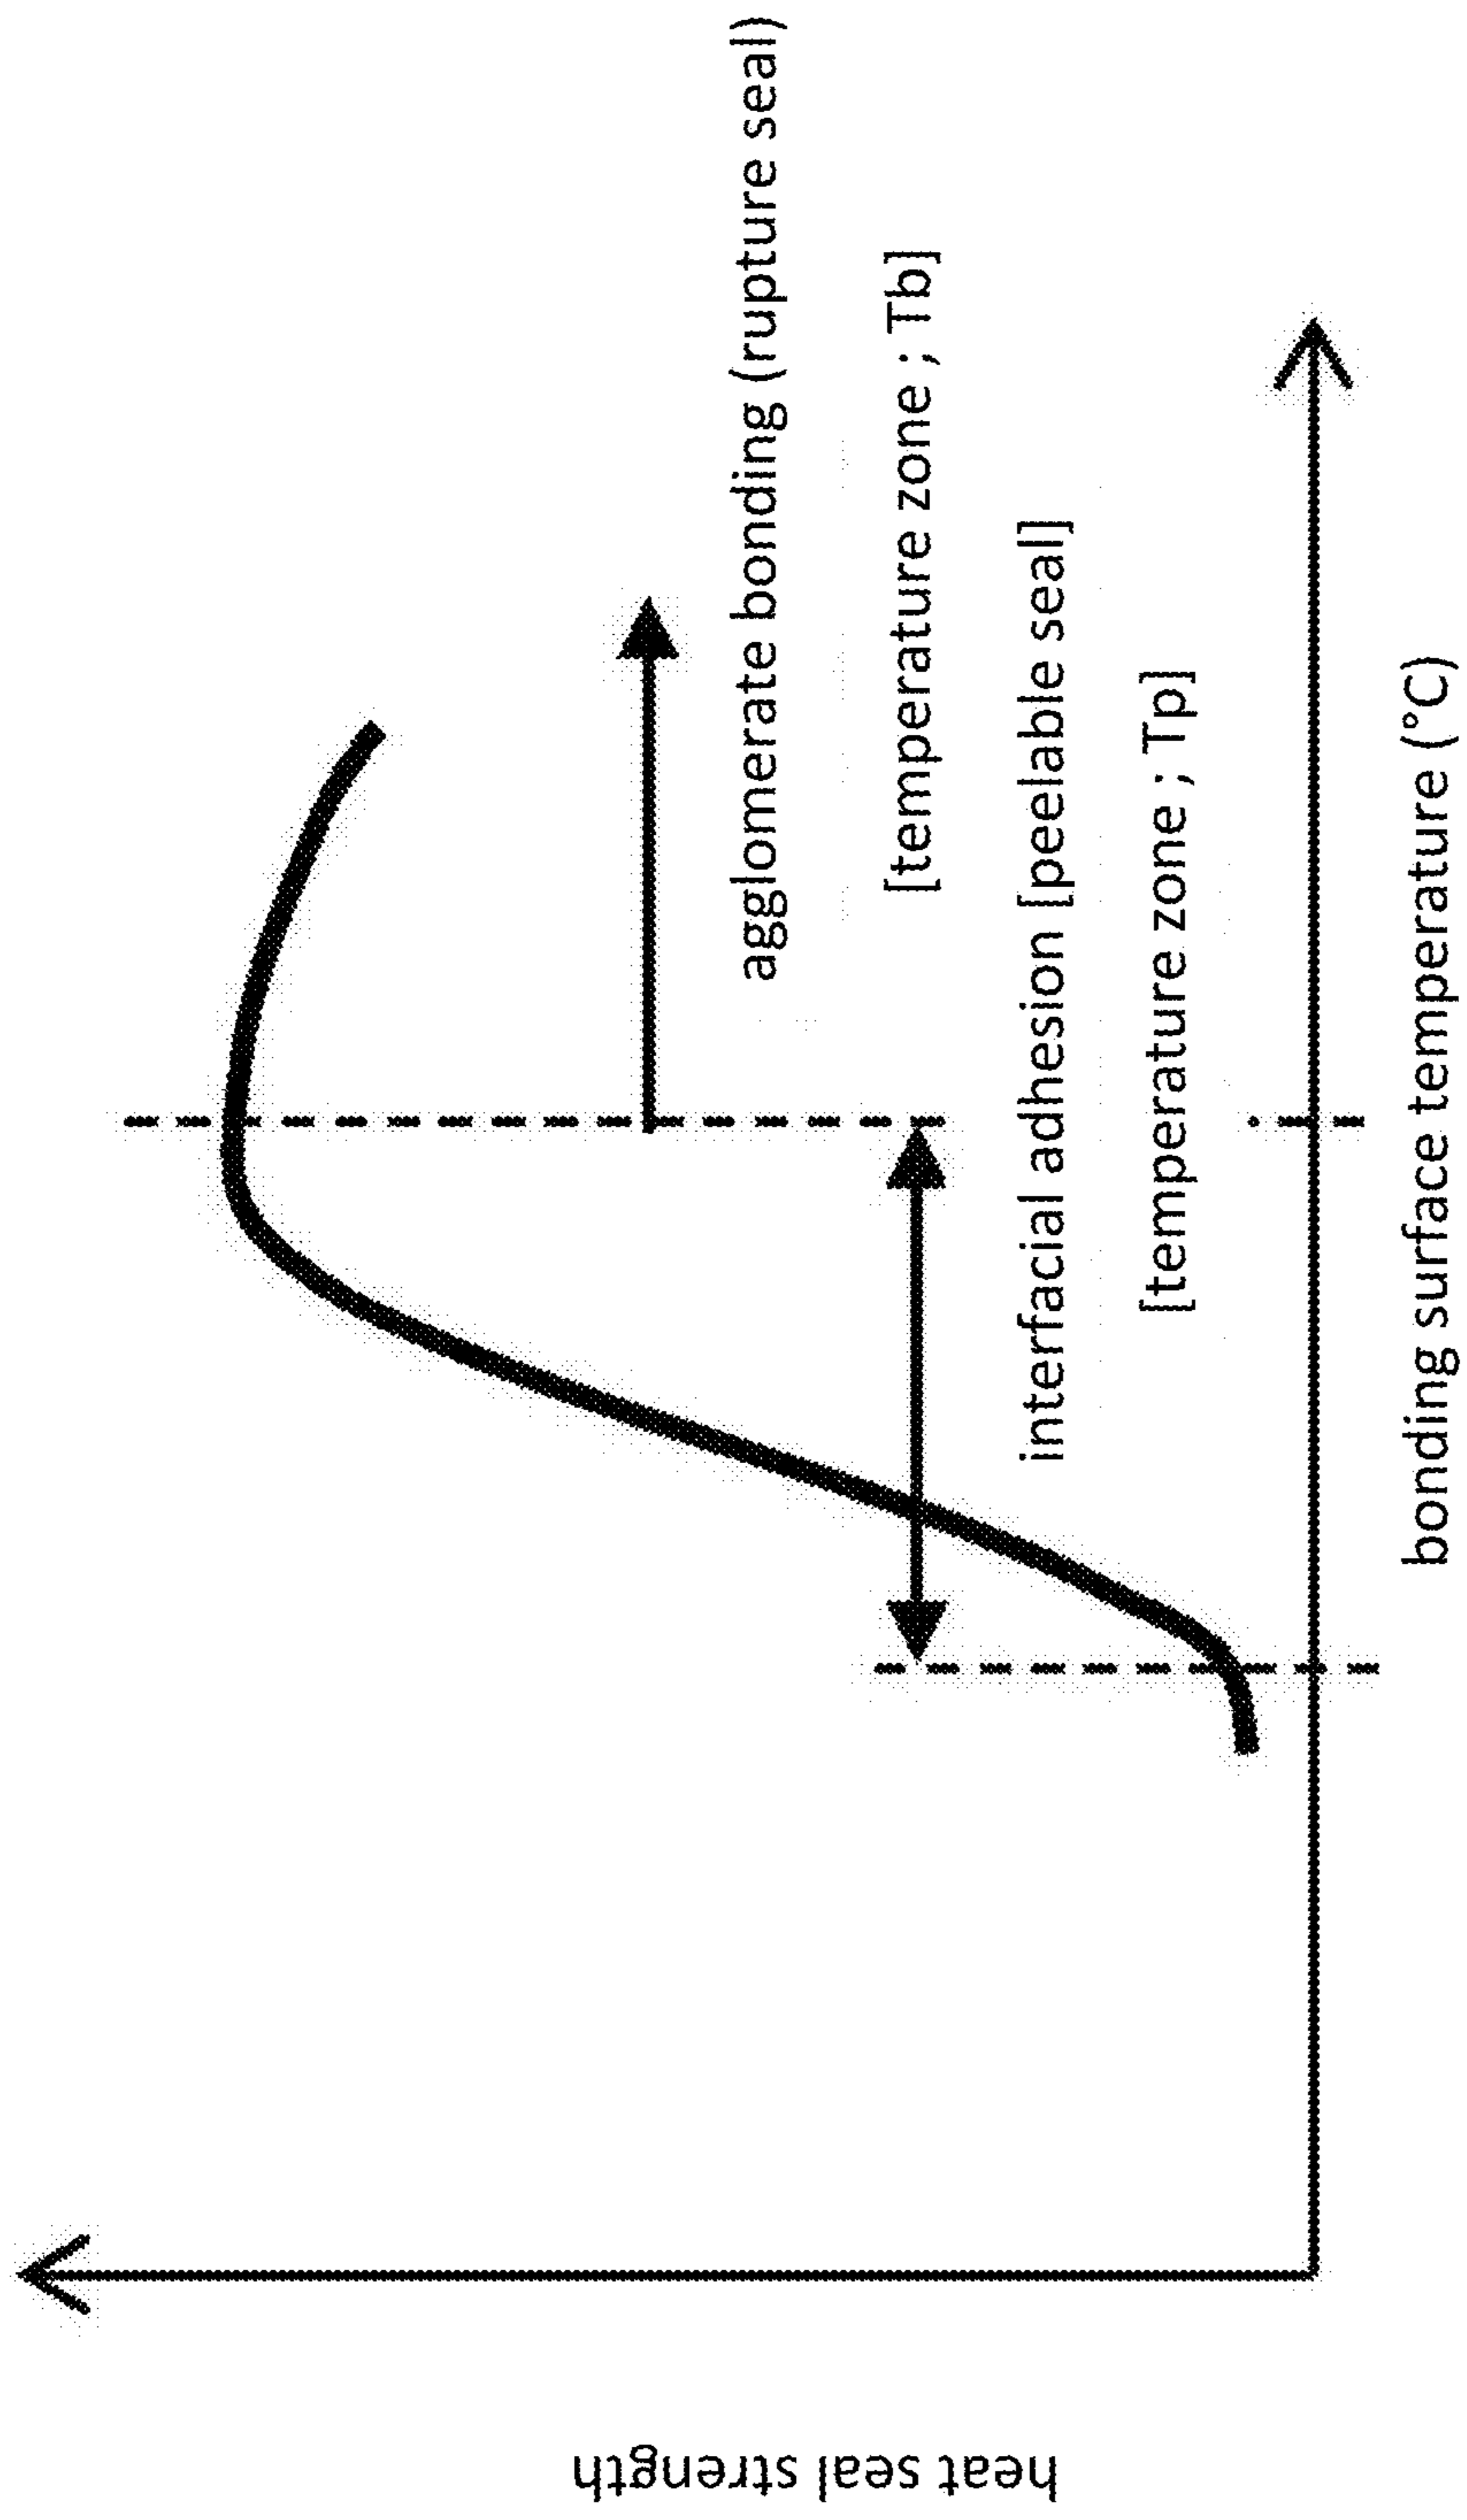 heat seal strength
agglomerate bonding (rupture seal)
[temperature zone ; Tb]
interfacial adhesion [peelable seal]
[temperature zone ; Tp]
bonding surface temperature (°C)